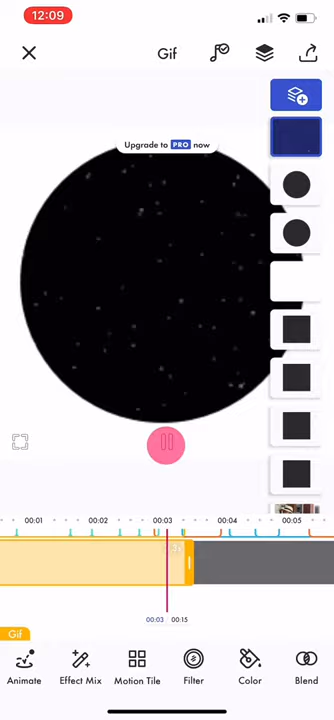 12:09
Gif
Upgrade to PRO now
00:01 00:02 00:03 00:04 00:05
00:03 00:15
Gif
Animate Effect Mix Motion Tile Filter Color Blend